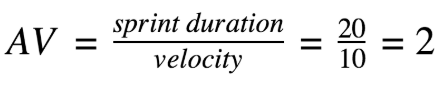 AV = sprint duration / velocity = 20 / 10 = 2